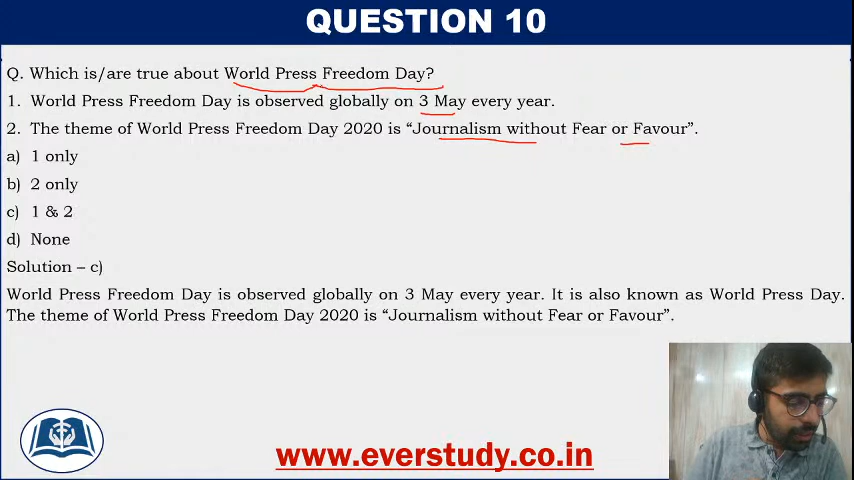 QUESTION 10
Q. Which is/are true about World Press Freedom Day?
1. World Press Freedom Day is observed globally on 3 May every year.
2. The theme of World Press Freedom Day 2020 is “Journalism without Fear or Favour”.
a) 1 only
b) 2 only
c) 1 & 2
d) None
Solution – c)
World Press Freedom Day is observed globally on 3 May every year. It is also known as World Press Day.
The theme of World Press Freedom Day 2020 is “Journalism without Fear or Favour”.
www.everstudy.co.in